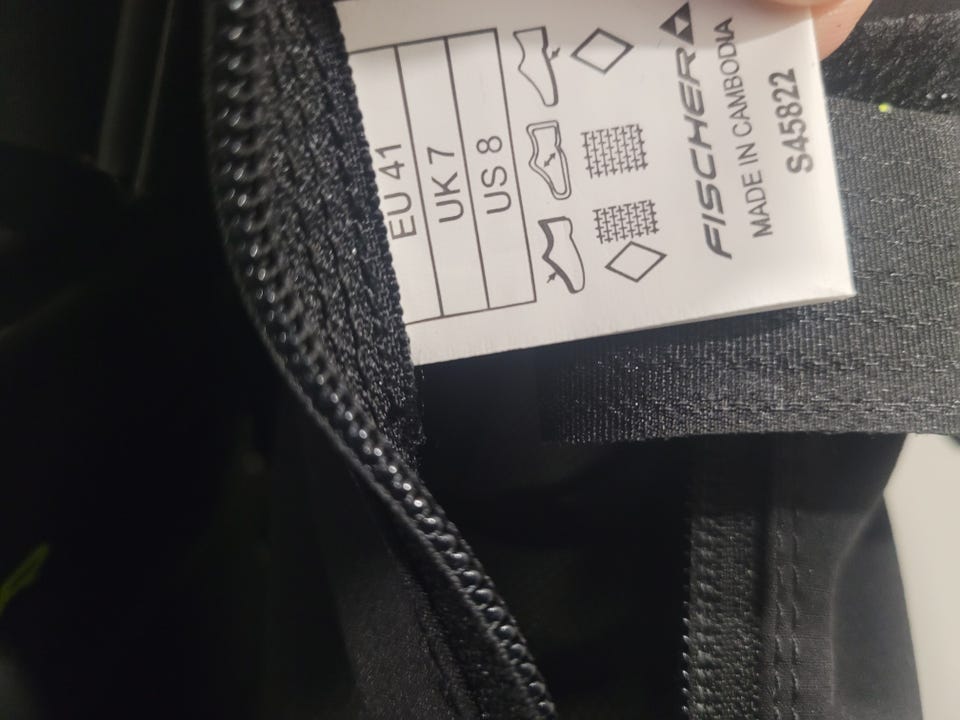 EU 41
UK 7
US 8
FISCHER
MADE IN CAMBODIA
S45822